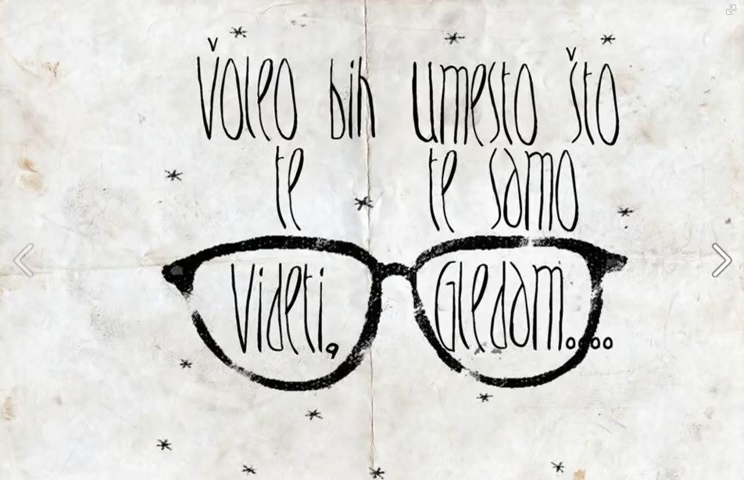 Voleo bih umesto što
te te samo
Videti, Gledam....